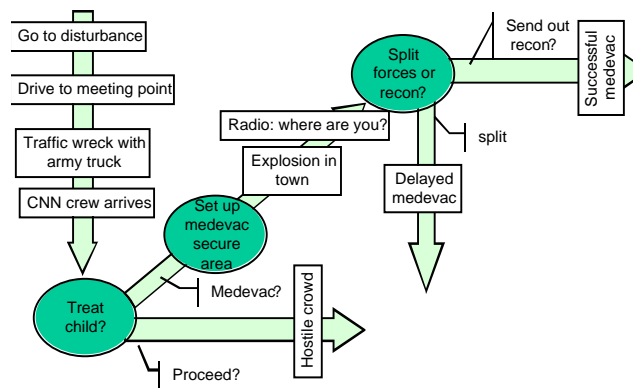 Go to disturbance
Drive to meeting point
Traffic wreck with
army truck
CNN crew arrives
Treat
child?
Proceed?
Medevac?
Hostile crowd
Set up
medevac
secure
area
Explosion in
town
Radio: where are you?
Split
forces or
recon?
split
Delayed
medevac
Send out
recon?
Successful
medevac